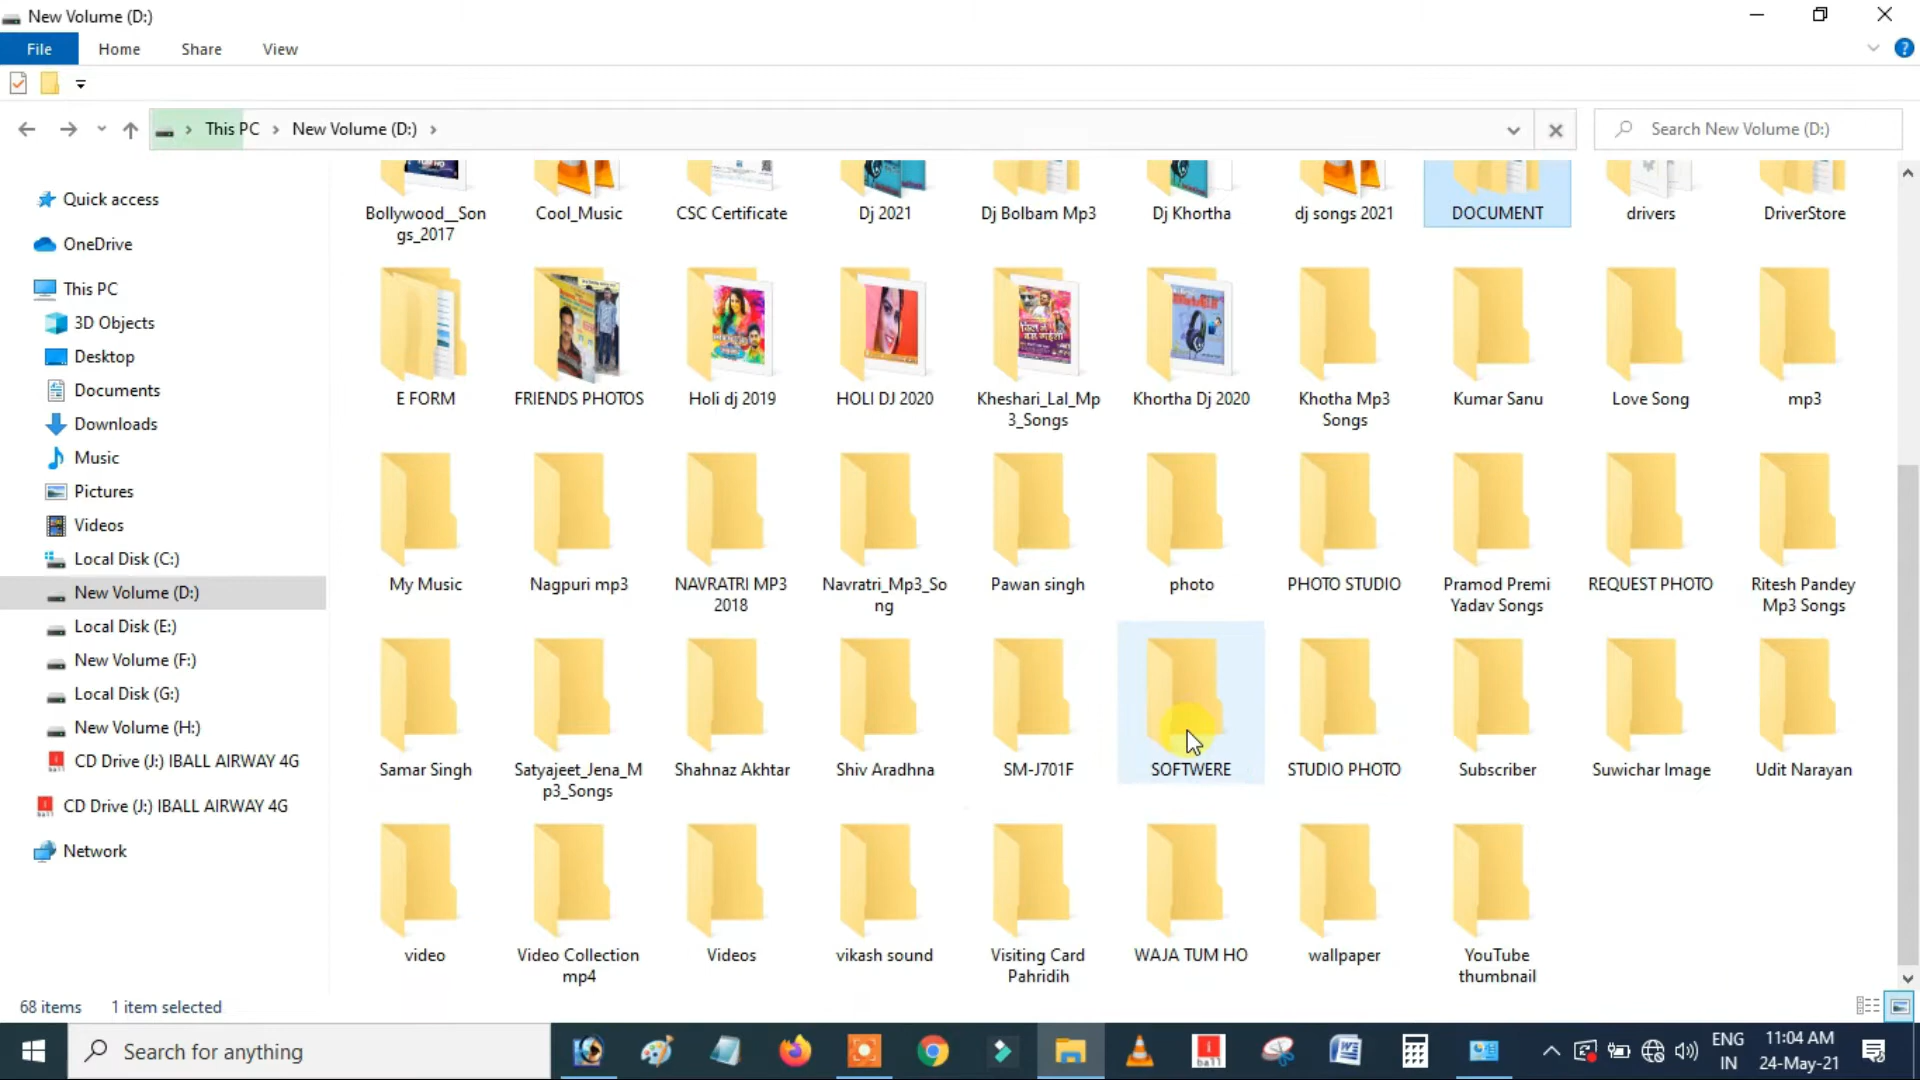 New Volume (D:)
File Home Share View
This PC New Volume (D:)
Search New Volume (D:)
Quick access
OneDrive
This PC
3D Objects
Desktop
Documents
Downloads
Music
Pictures
Videos
Local Disk (C:)
New Volume (D:)
Local Disk (E:)
New Volume (F:)
Local Disk (G:)
New Volume (H:)
CD Drive (J:) IBALL AIRWAY 4G
CD Drive (J:) IBALL AIRWAY 4G
Network
Bollywood__Son
gs_2017
Cool_Music
CSC Certificate
Dj 2021
Dj Bolbam Mp3
Dj Khortha
dj songs 2021
DOCUMENT
drivers
DriverStore
E FORM
FRIENDS PHOTOS
Holi dj 2019
HOLI DJ 2020
Kheshari_Lal_Mp
3_Songs
Khortha Dj 2020
Khotha Mp3
Songs
Kumar Sanu
Love Song
mp3
My Music
Nagpuri mp3
NAVRATRI MP3
2018
Navratri_Mp3_So
ng
Pawan singh
photo
PHOTO STUDIO
Pramod Premi
Yadav Songs
REQUEST PHOTO
Ritesh Pandey
Mp3 Songs
Samar Singh
Satyajeet_Jena_M
p3_Songs
Shahnaz Akhtar
Shiv Aradhna
SM-J701F
SOFTWERE
STUDIO PHOTO
Subscriber
Suwichar Image
Udit Narayan
video
Video Collection
mp4
Videos
vikash sound
Visiting Card
Pahridih
WAJA TUM HO
wallpaper
YouTube
thumbnail
68 items 1 item selected
Search for anything
ENG
IN
11:04 AM
24-May-21